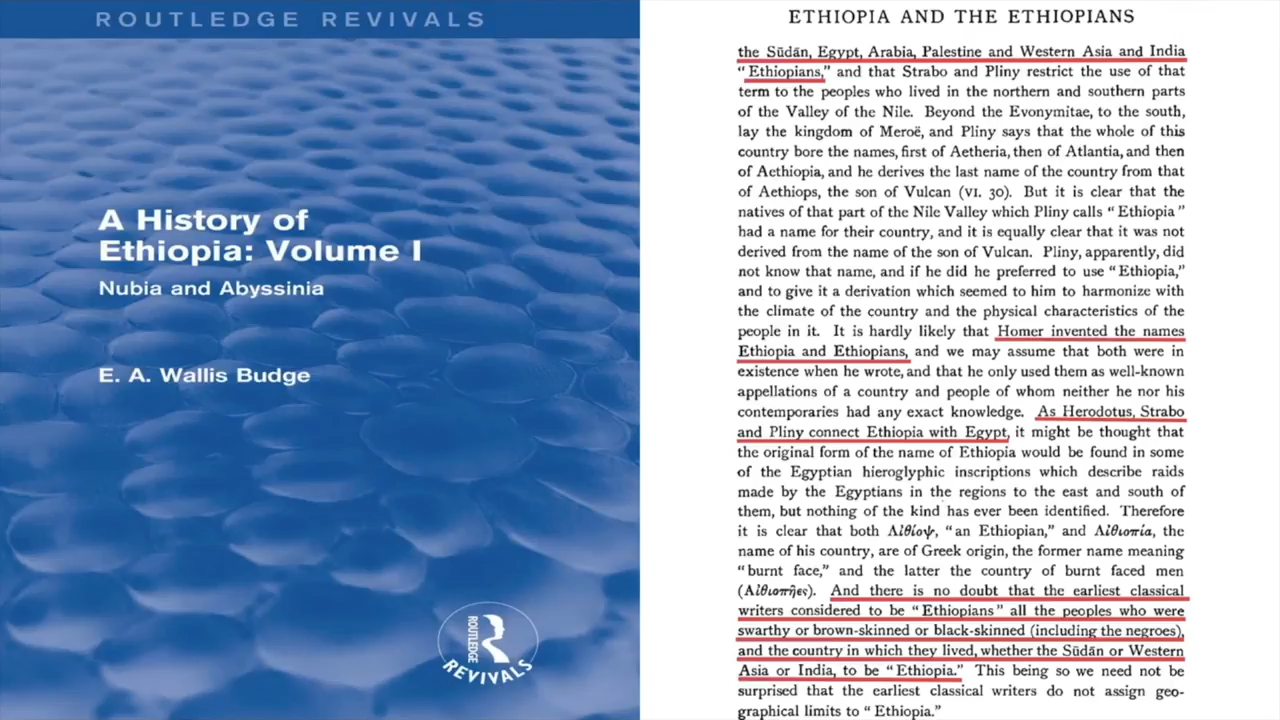 ROUTLEDGE REVIVALS
A History of
Ethiopia: Volume I
Nubia and Abyssinia
E. A. Wallis Budge
ROUTLEDGE
REVIVALS
ETHIOPIA AND THE ETHIOPIANS
the Sūdān, Egypt, Arabia, Palestine and Western Asia and India
“Ethiopians,” and that Strabo and Pliny restrict the use of that
term to the peoples who lived in the northern and southern parts
of the Valley of the Nile. Beyond the Evonymitae, to the south,
lay the kingdom of Meroë, and Pliny says that the whole of this
country bore the names, first of Aetheria, then of Atlantia, and then
of Aethiopia, and he derives the last name of the country from that
of Aethiops, the son of Vulcan (VI. 30). But it is clear that the
natives of that part of the Nile Valley which Pliny calls “Ethiopia”
had a name for their country, and it is equally clear that it was not
derived from the name of the son of Vulcan. Pliny, apparently, did
not know that name, and if he did he preferred to use “Ethiopia,”
and to give it a derivation which seemed to him to harmonize with
the climate of the country and the physical characteristics of the
people in it. It is hardly likely that Homer invented the names
Ethiopia and Ethiopians, and we may assume that both were in
existence when he wrote, and that he only used them as well-known
appellations of a country and people of whom neither he nor his
contemporaries had any exact knowledge. As Herodotus, Strabo
and Pliny connect Ethiopia with Egypt, it might be thought that
the original form of the name of Ethiopia would be found in some
of the Egyptian hieroglyphic inscriptions which describe raids
made by the Egyptians in the regions to the east and south of
them, but nothing of the kind has ever been identified. Therefore
it is clear that both Αἰθίοψ, “an Ethiopian,” and Αἰθιοπία, the
name of his country, are of Greek origin, the former name meaning
“burnt face,” and the latter the country of burnt faced men
(Αἰθιοπῆες). And there is no doubt that the earliest classical
writers considered to be “Ethiopians” all the peoples who were
swarthy or brown-skinned or black-skinned (including the negroes),
and the country in which they lived, whether the Sūdān or Western
Asia or India, to be “Ethiopia.” This being so we need not be
surprised that the earliest classical writers do not assign geo-
graphical limits to “Ethiopia.”